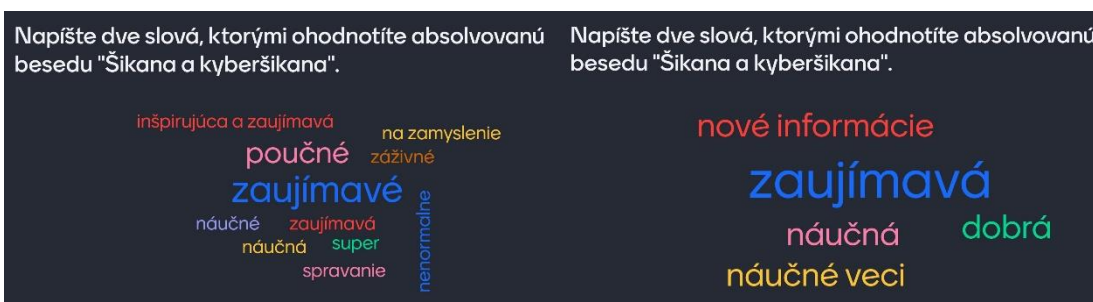 Napíšte dve slová, ktorými ohodnotíte absolvovanú
besedu "Šikana a kyberšikana".
inšpirujúca a zaujímavá
na zamyslenie
poučné
záživné
zaujímavé
nenormalne
náučné
zaujímavá
náučná
super
spravanie
Napíšte dve slová, ktorými ohodnotíte absolvovanú
besedu "Šikana a kyberšikana".
nové informácie
zaujímavá
náučná
dobrá
náučné veci